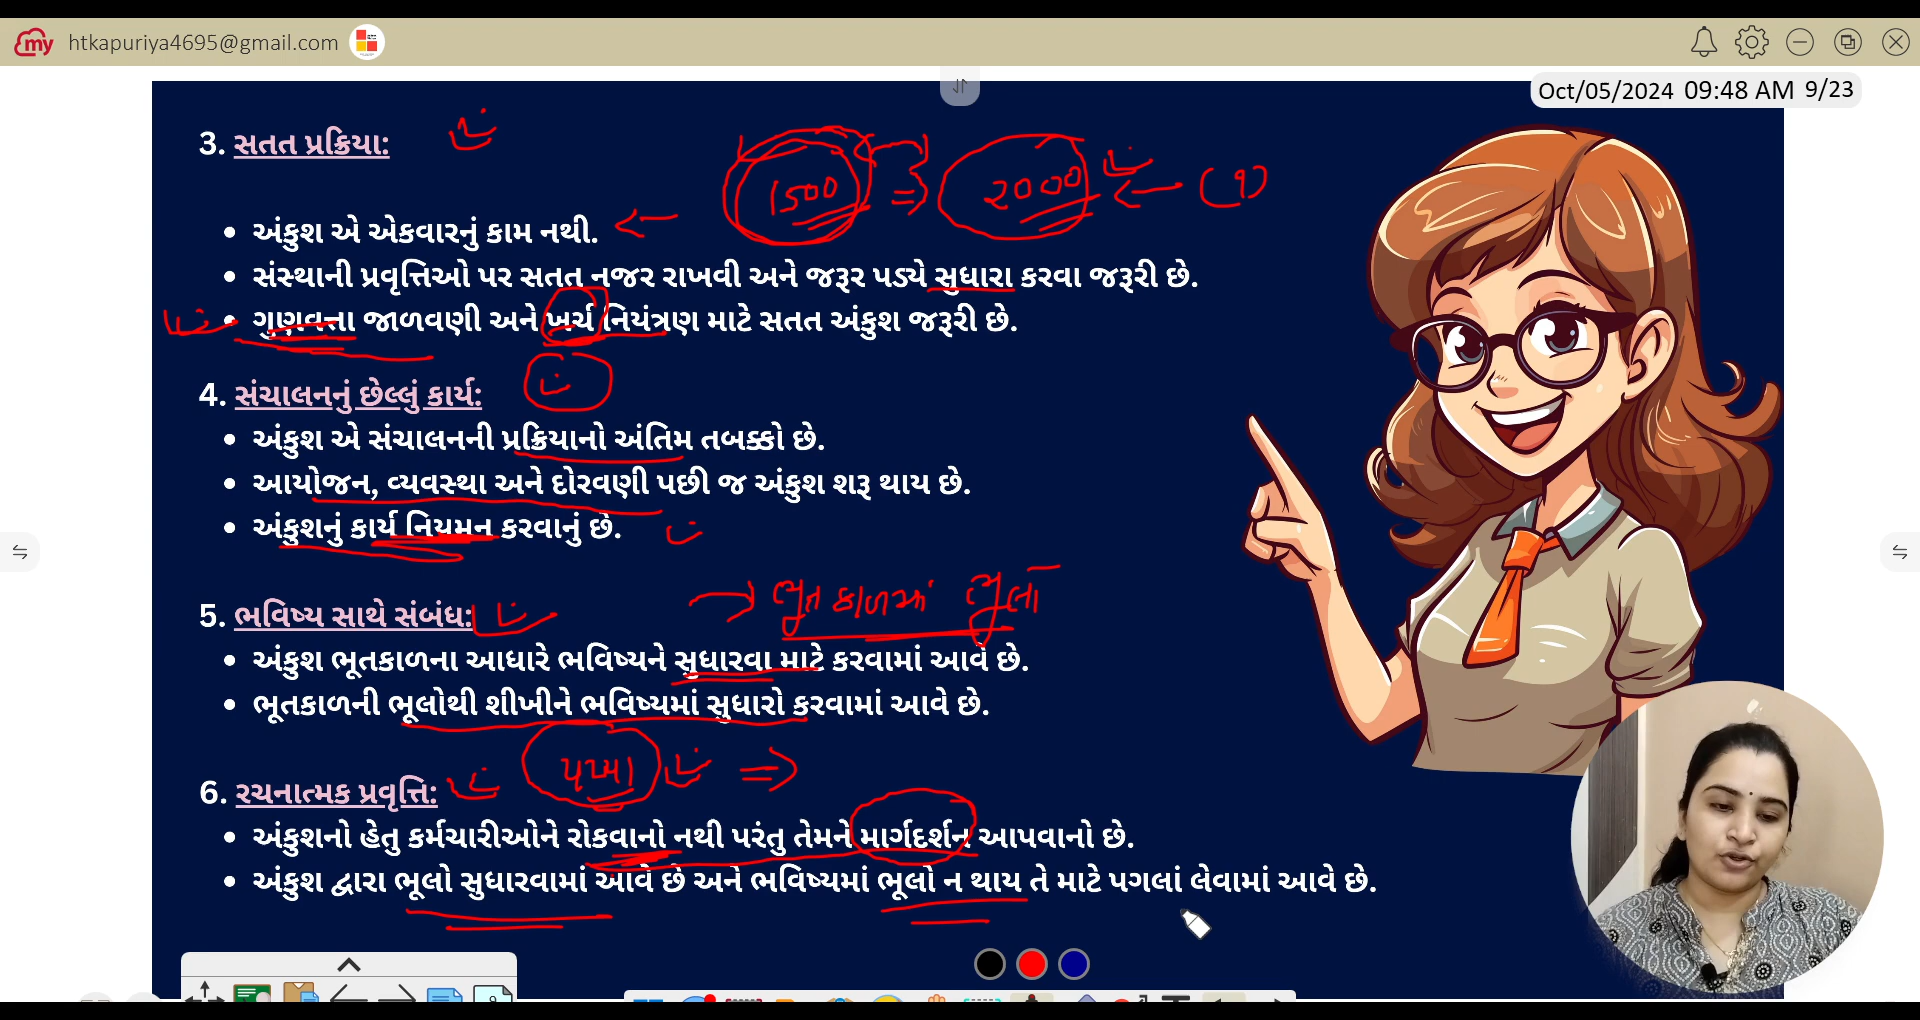 my htkapuriya4695@gmail.com
Oct/05/2024 09:48 AM 9/23
3. સતત પ્રક્રિયા:
1500 ⇒ 2000 ← (૧)
• અંકુશ એ એકવારનું કામ નથી. ←
• સંસ્થાની પ્રવૃત્તિઓ પર સતત નજર રાખવી અને જરૂર પડ્યે સુધારા કરવા જરૂરી છે.
• ગુણવત્તા જાળવણી અને ખર્ચ નિયંત્રણ માટે સતત અંકુશ જરૂરી છે.
4. સંચાલનનું છેલ્લું કાર્ય:
• અંકુશ એ સંચાલનની પ્રક્રિયાનો અંતિમ તબક્કો છે.
• આયોજન, વ્યવસ્થા અને દોરવણી પછી જ અંકુશ શરૂ થાય છે.
• અંકુશનું કાર્ય નિયમન કરવાનું છે.
→ ભુતકાળમાં ભુલો
5. ભવિષ્ય સાથે સંબંધ:
• અંકુશ ભૂતકાળના આધારે ભવિષ્યને સુધારવા માટે કરવામાં આવે છે.
• ભૂતકાળની ભૂલોથી શીખીને ભવિષ્યમાં સુધારો કરવામાં આવે છે.
6. રચનાત્મક પ્રવૃત્તિ:
• અંકુશનો હેતુ કર્મચારીઓને રોકવાનો નથી પરંતુ તેમને માર્ગદર્શન આપવાનો છે.
• અંકુશ દ્વારા ભૂલો સુધારવામાં આવે છે અને ભવિષ્યમાં ભૂલો ન થાય તે માટે પગલાં લેવામાં આવે છે.